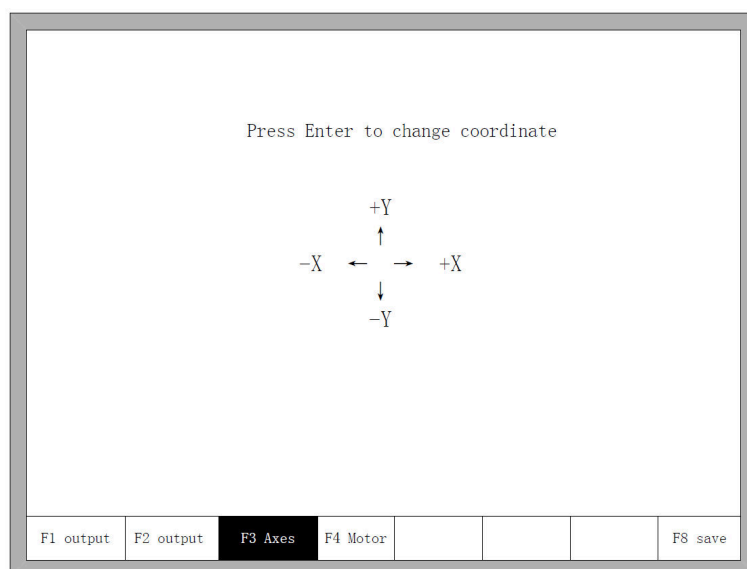 Press Enter to change coordinate
+Y
↑
-X ← → +X
↓
-Y
F1 output F2 output F3 Axes F4 Motor F8 save